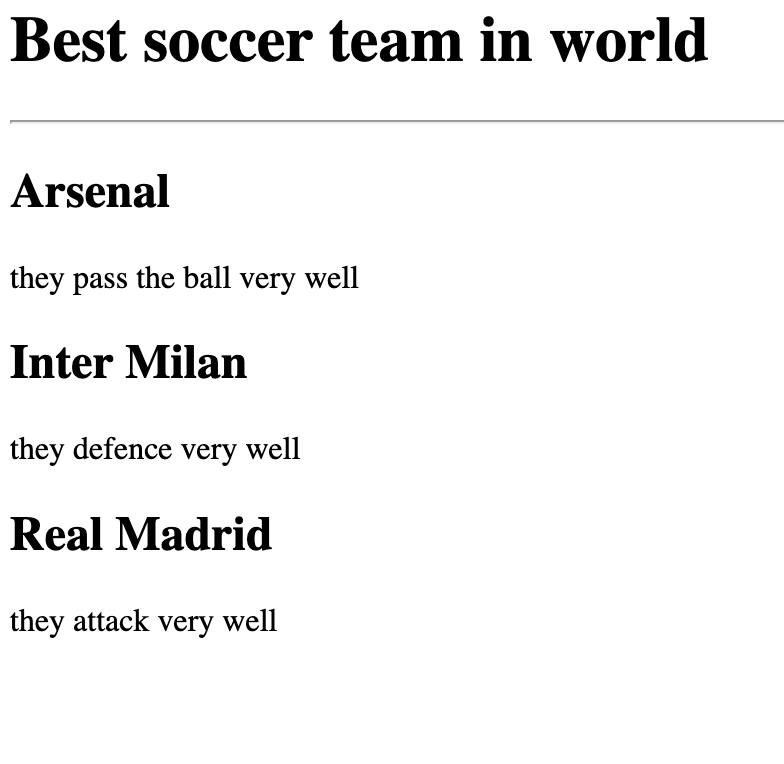 Best soccer team in world
Arsenal
they pass the ball very well
Inter Milan
they defence very well
Real Madrid
they attack very well